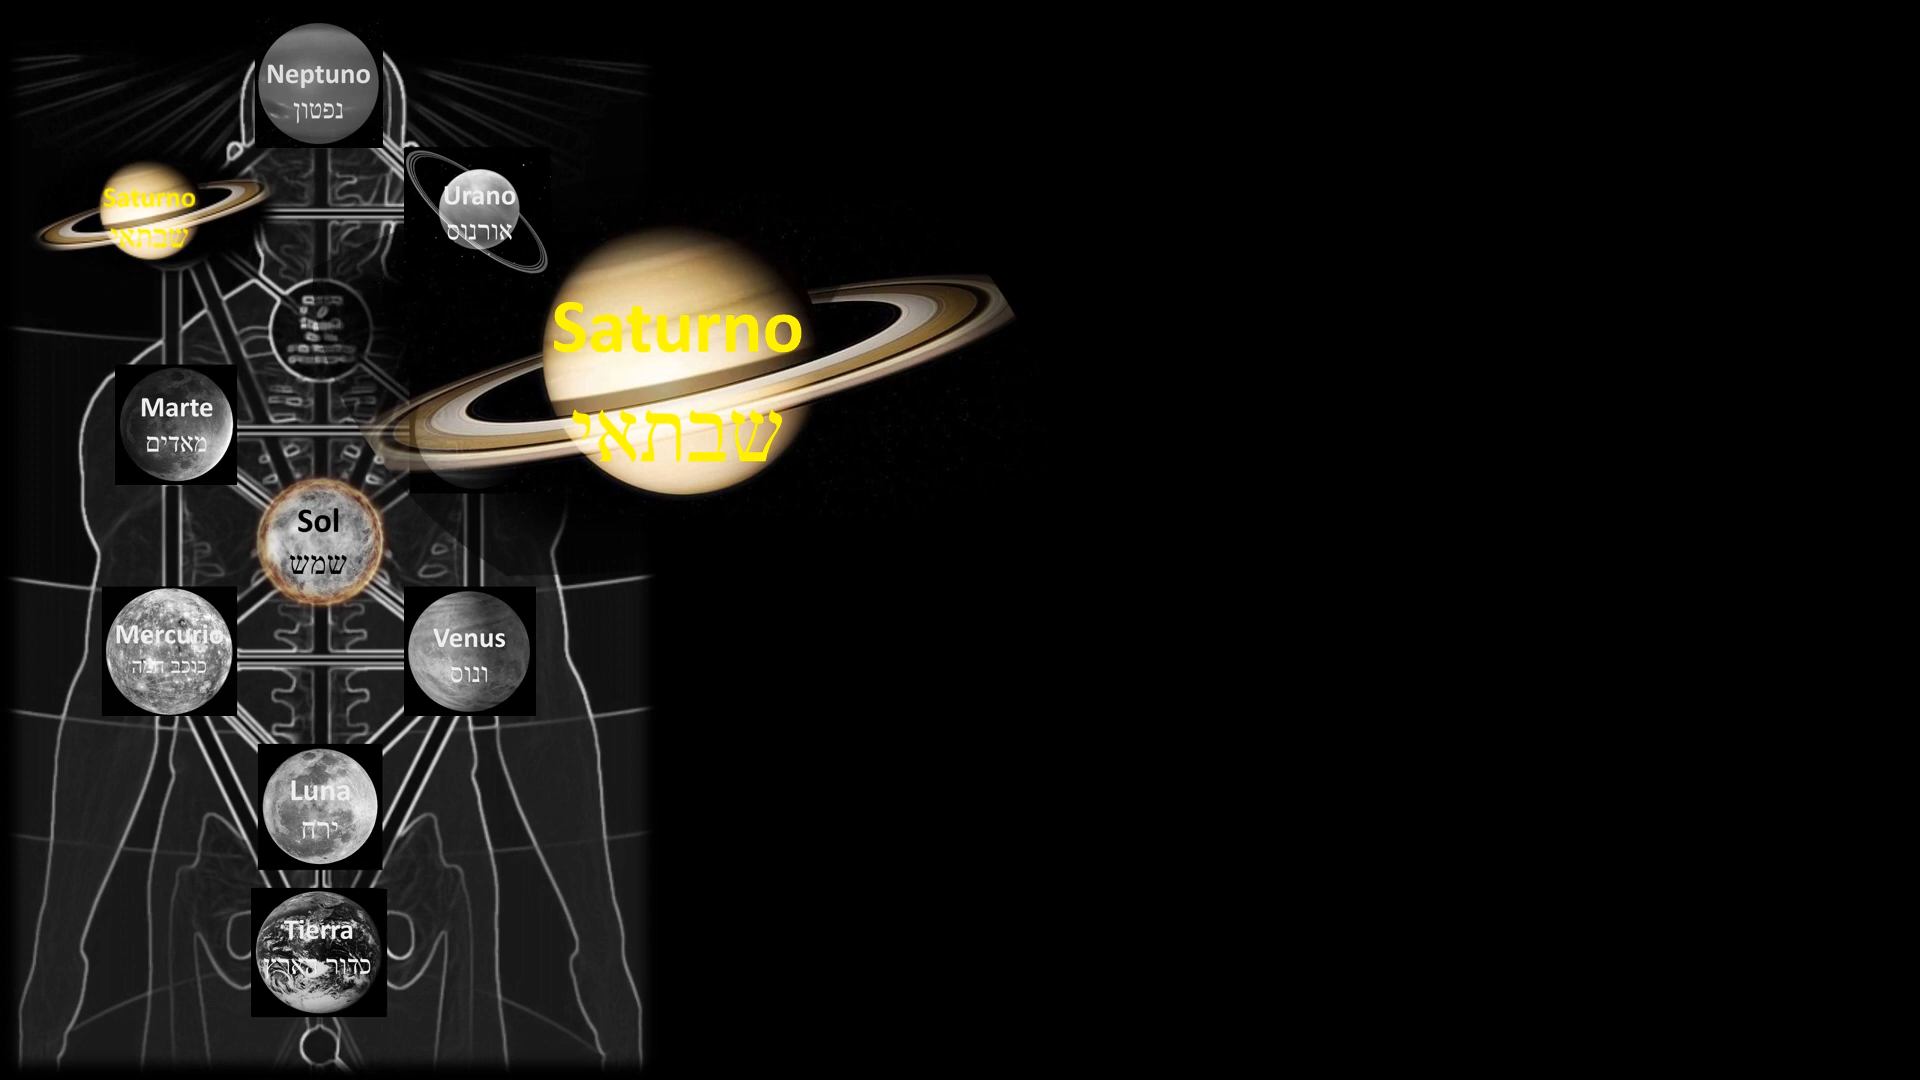 Neptuno
נפטון
Saturno
שבתאי
Urano
אורנוס
Saturno
שבתאי
Marte
מאדים
Sol
שמש
Mercurio
כוכב חמה
Venus
ונוס
Luna
ירח
Tierra
כדור הארץ